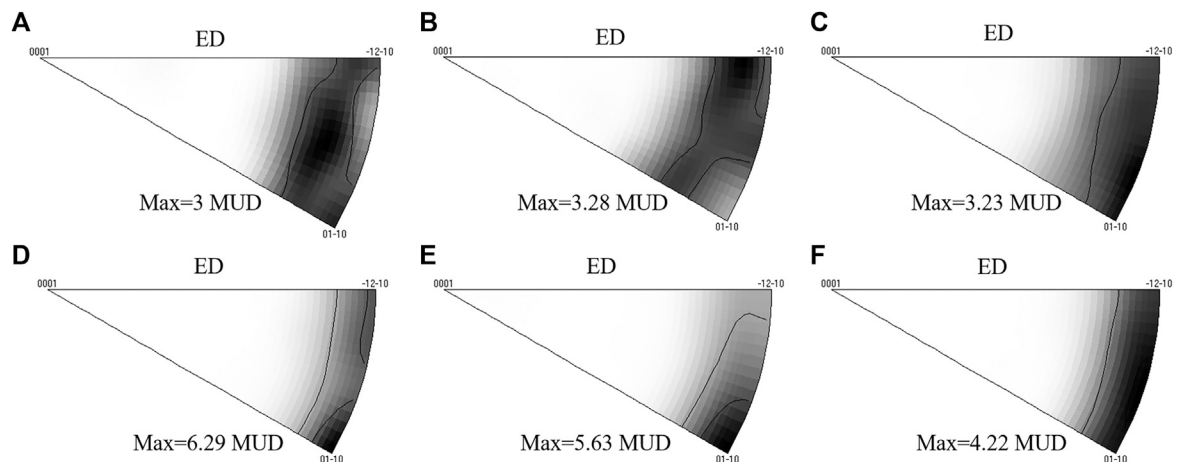 A
ED
0001
-12-10
Max=3 MUD
01-10
B
ED
0001
-12-10
Max=3.28 MUD
01-10
C
ED
0001
-12-10
Max=3.23 MUD
01-10
D
ED
0001
-12-10
Max=6.29 MUD
01-10
E
ED
0001
-12-10
Max=5.63 MUD
01-10
F
ED
0001
-12-10
Max=4.22 MUD
01-10